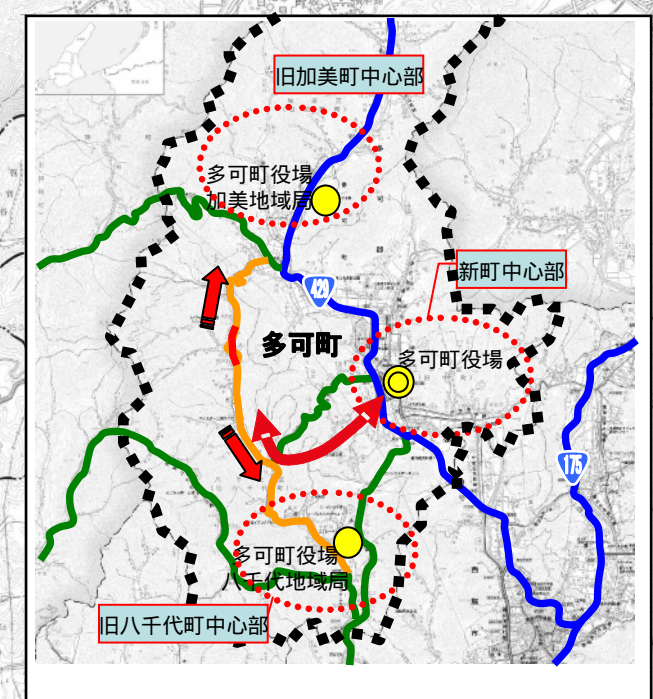 旧加美町中心部
多可町役場
加美地域局
新町中心部
429
多可町
多可町役場
175
多可町役場
八千代地域局
旧八千代町中心部